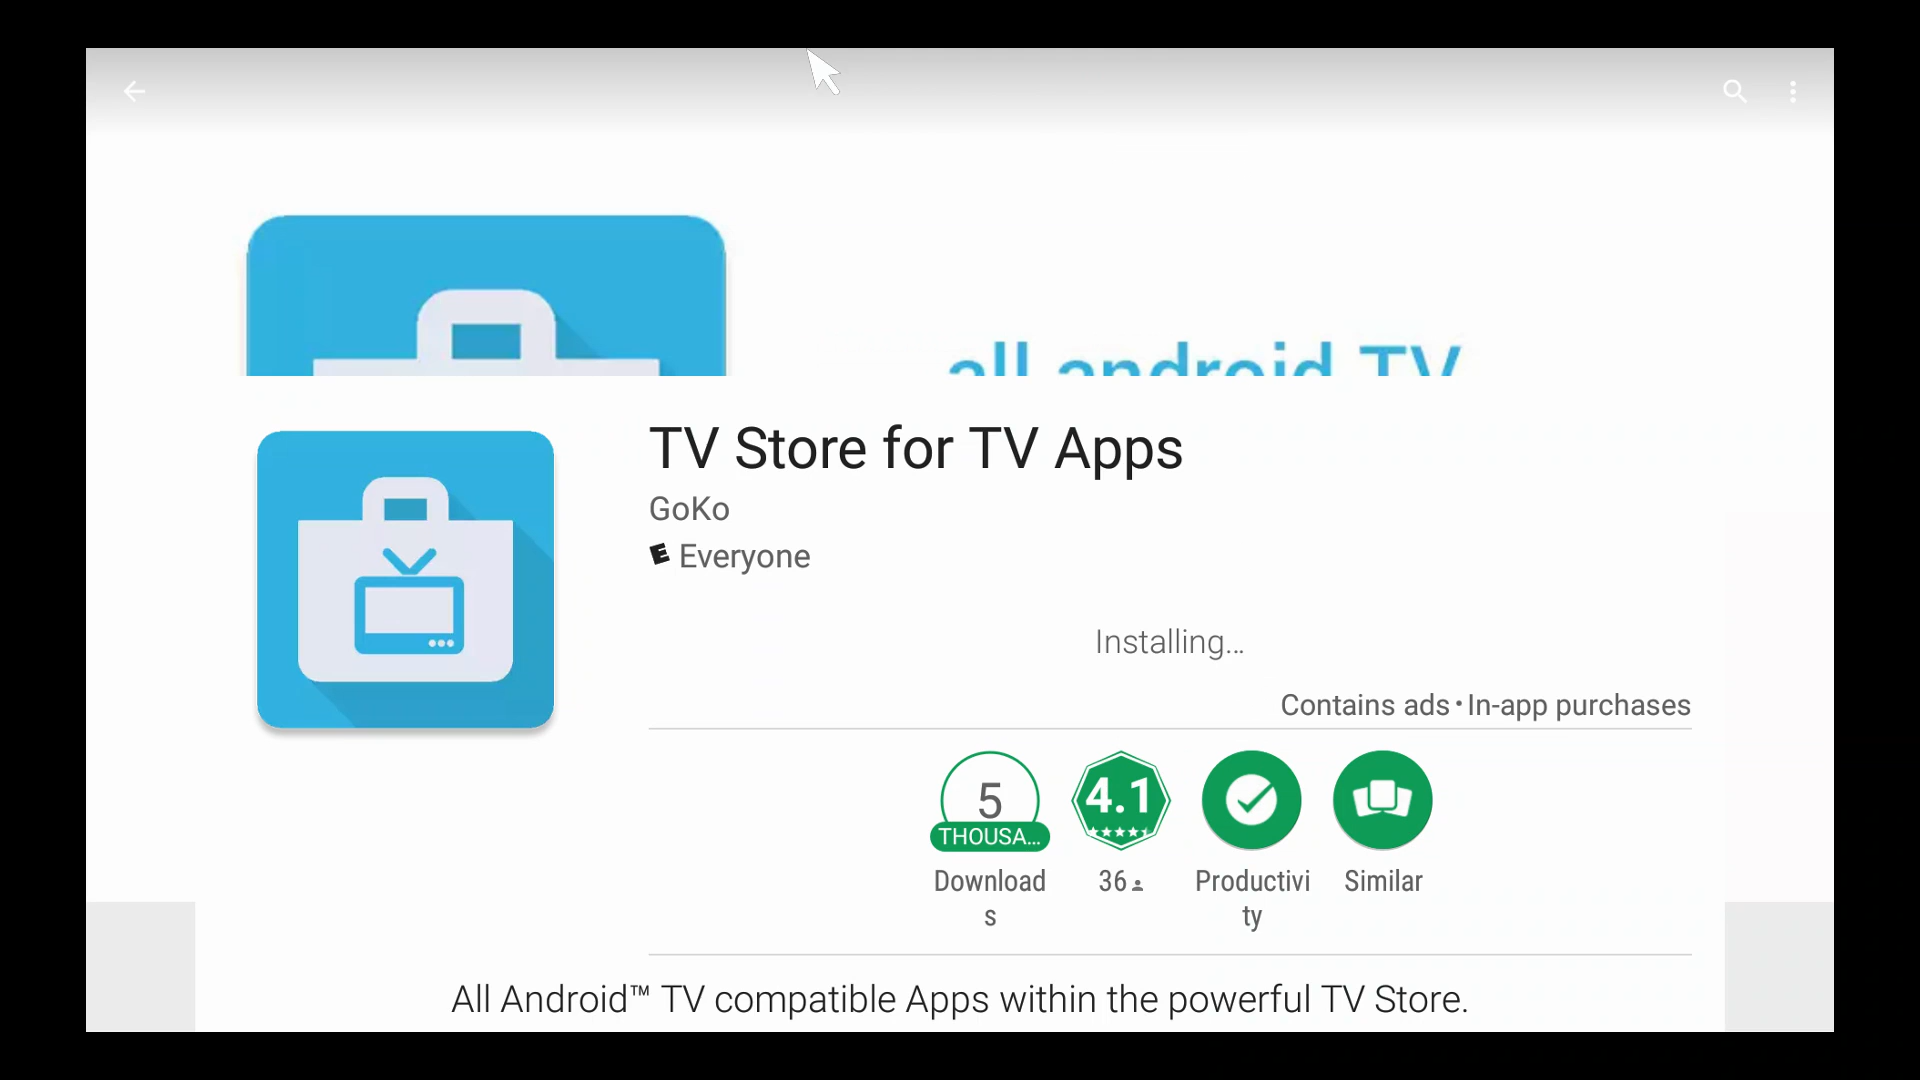 all android TV
TV Store for TV Apps
GoKo
E Everyone
Installing...
Contains ads • In-app purchases
5
THOUSA...
Download
s
4.1
36
Productivi
ty
Similar
All Android™ TV compatible Apps within the powerful TV Store.